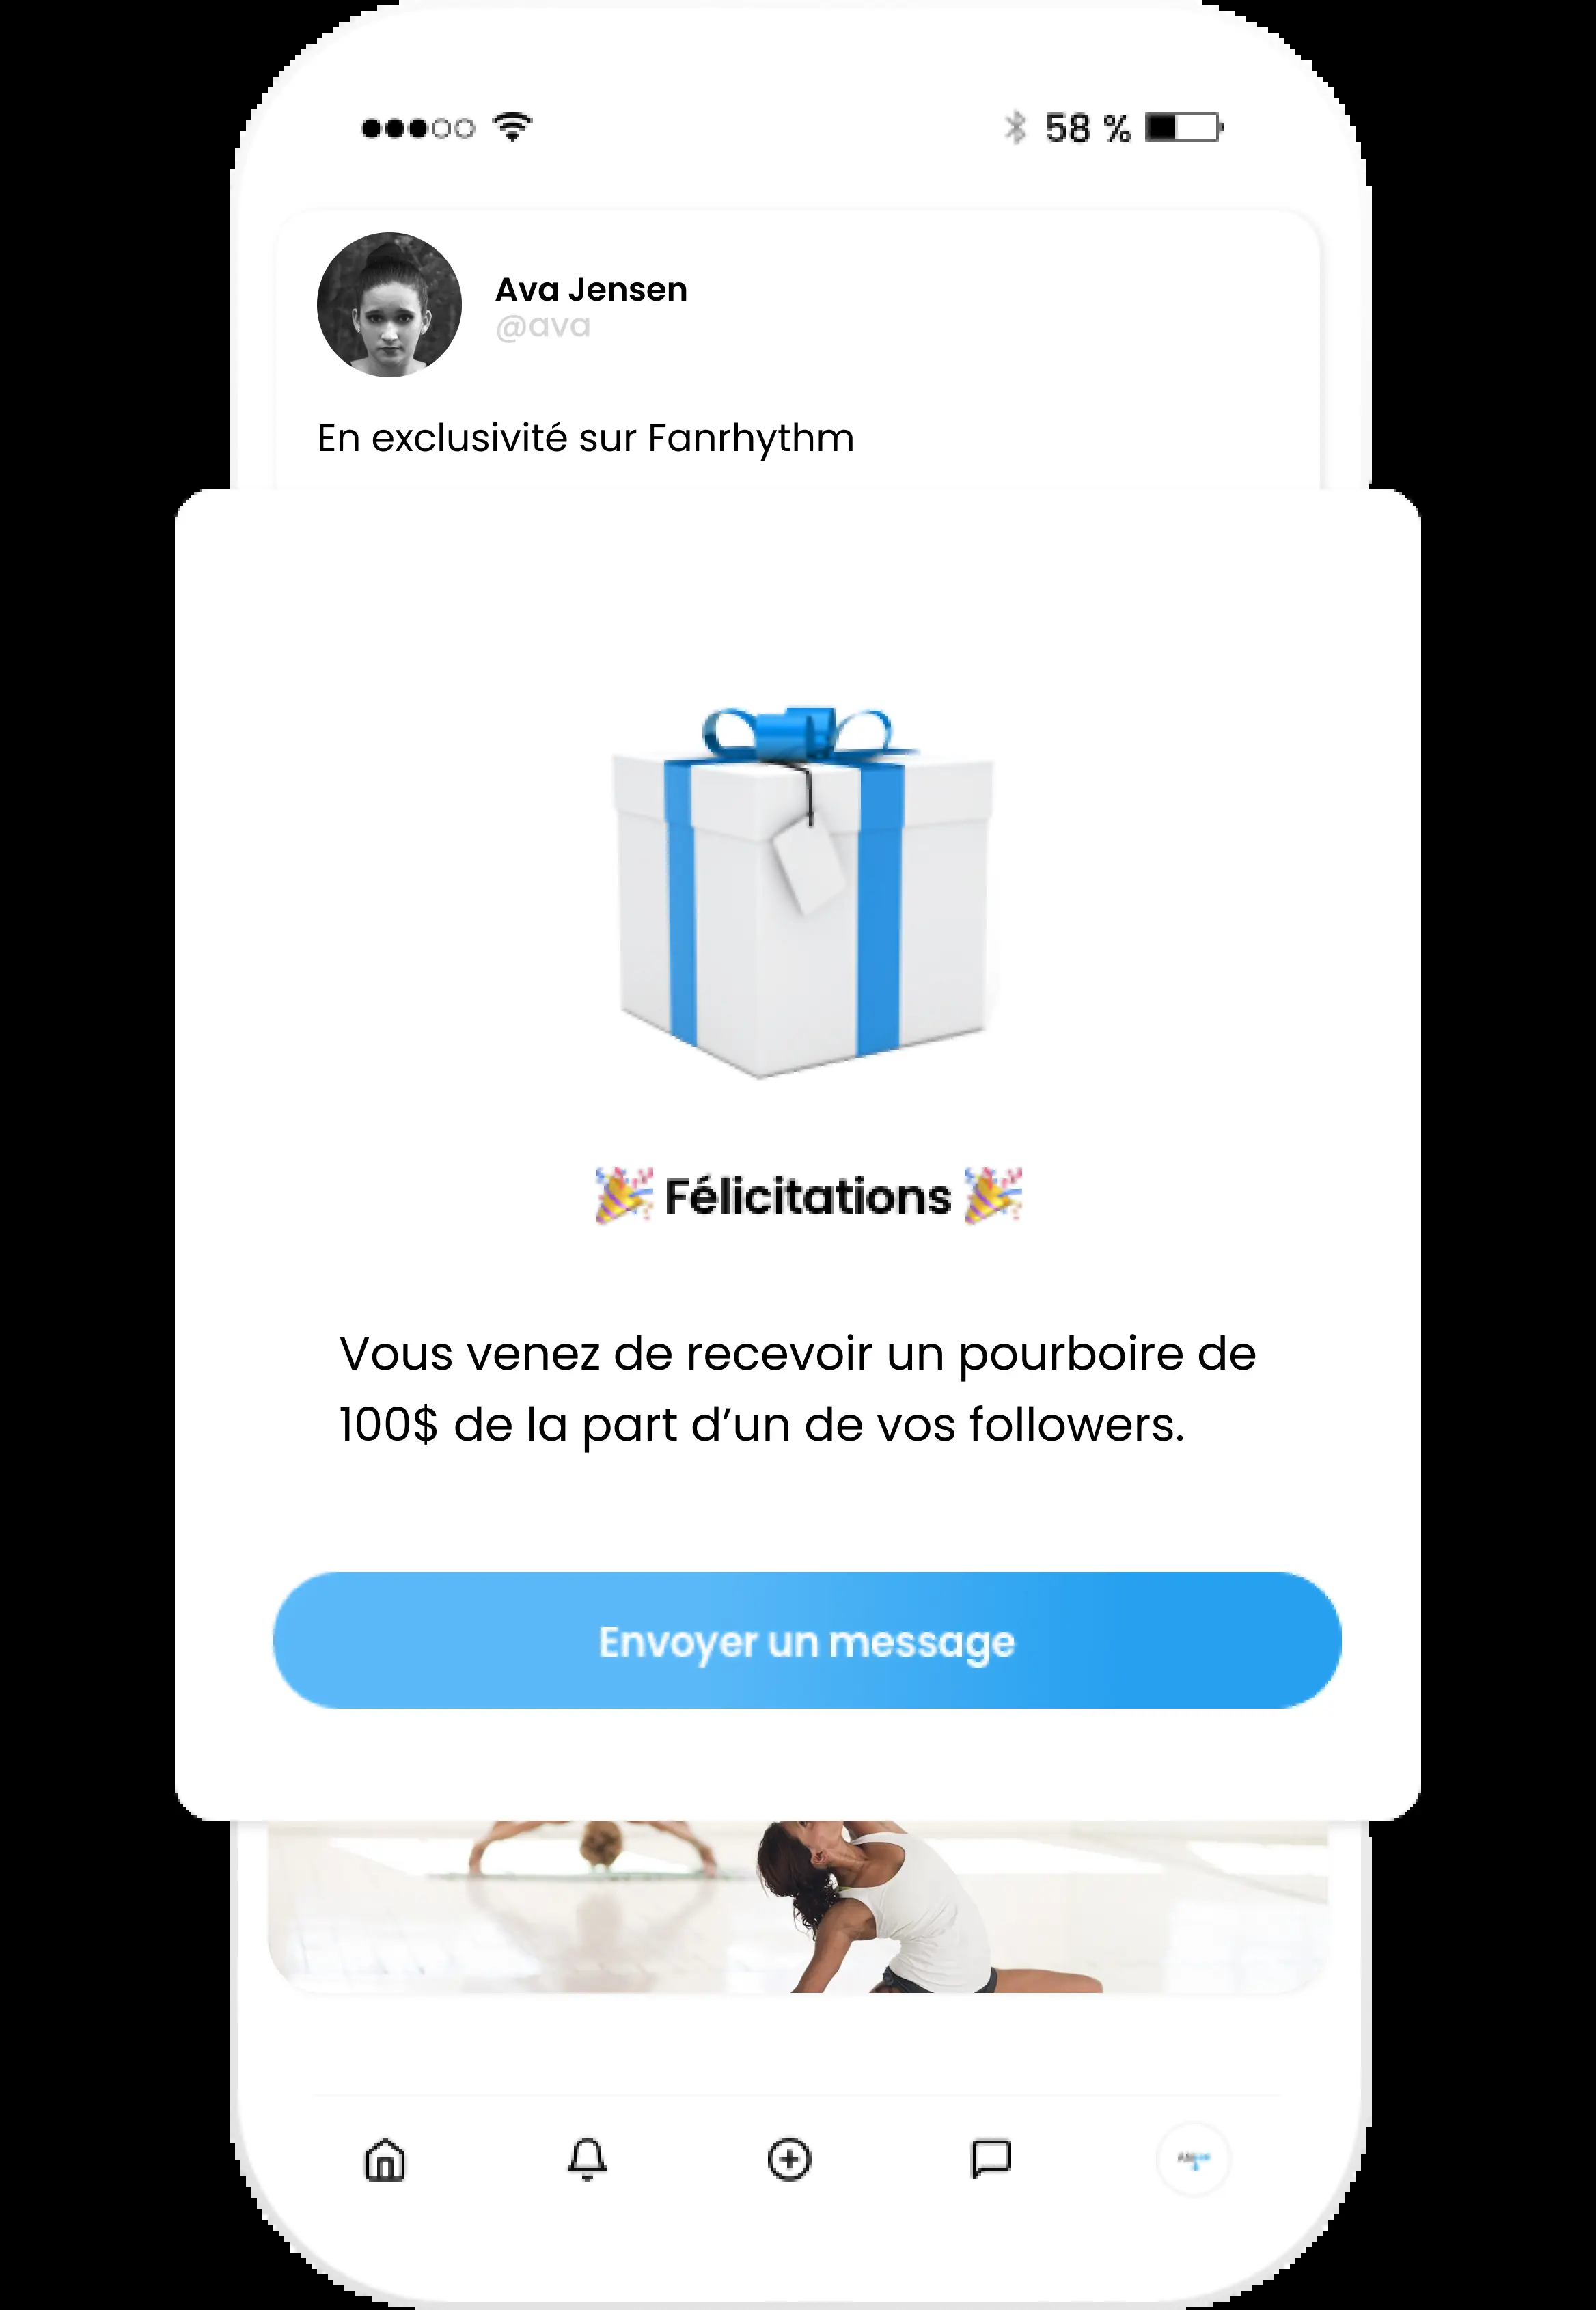 58 %
Ava Jensen
@ava
En exclusivité sur Fanrhythm
🎉 Félicitations 🎉
Vous venez de recevoir un pourboire de
100$ de la part d’un de vos followers.
Envoyer un message